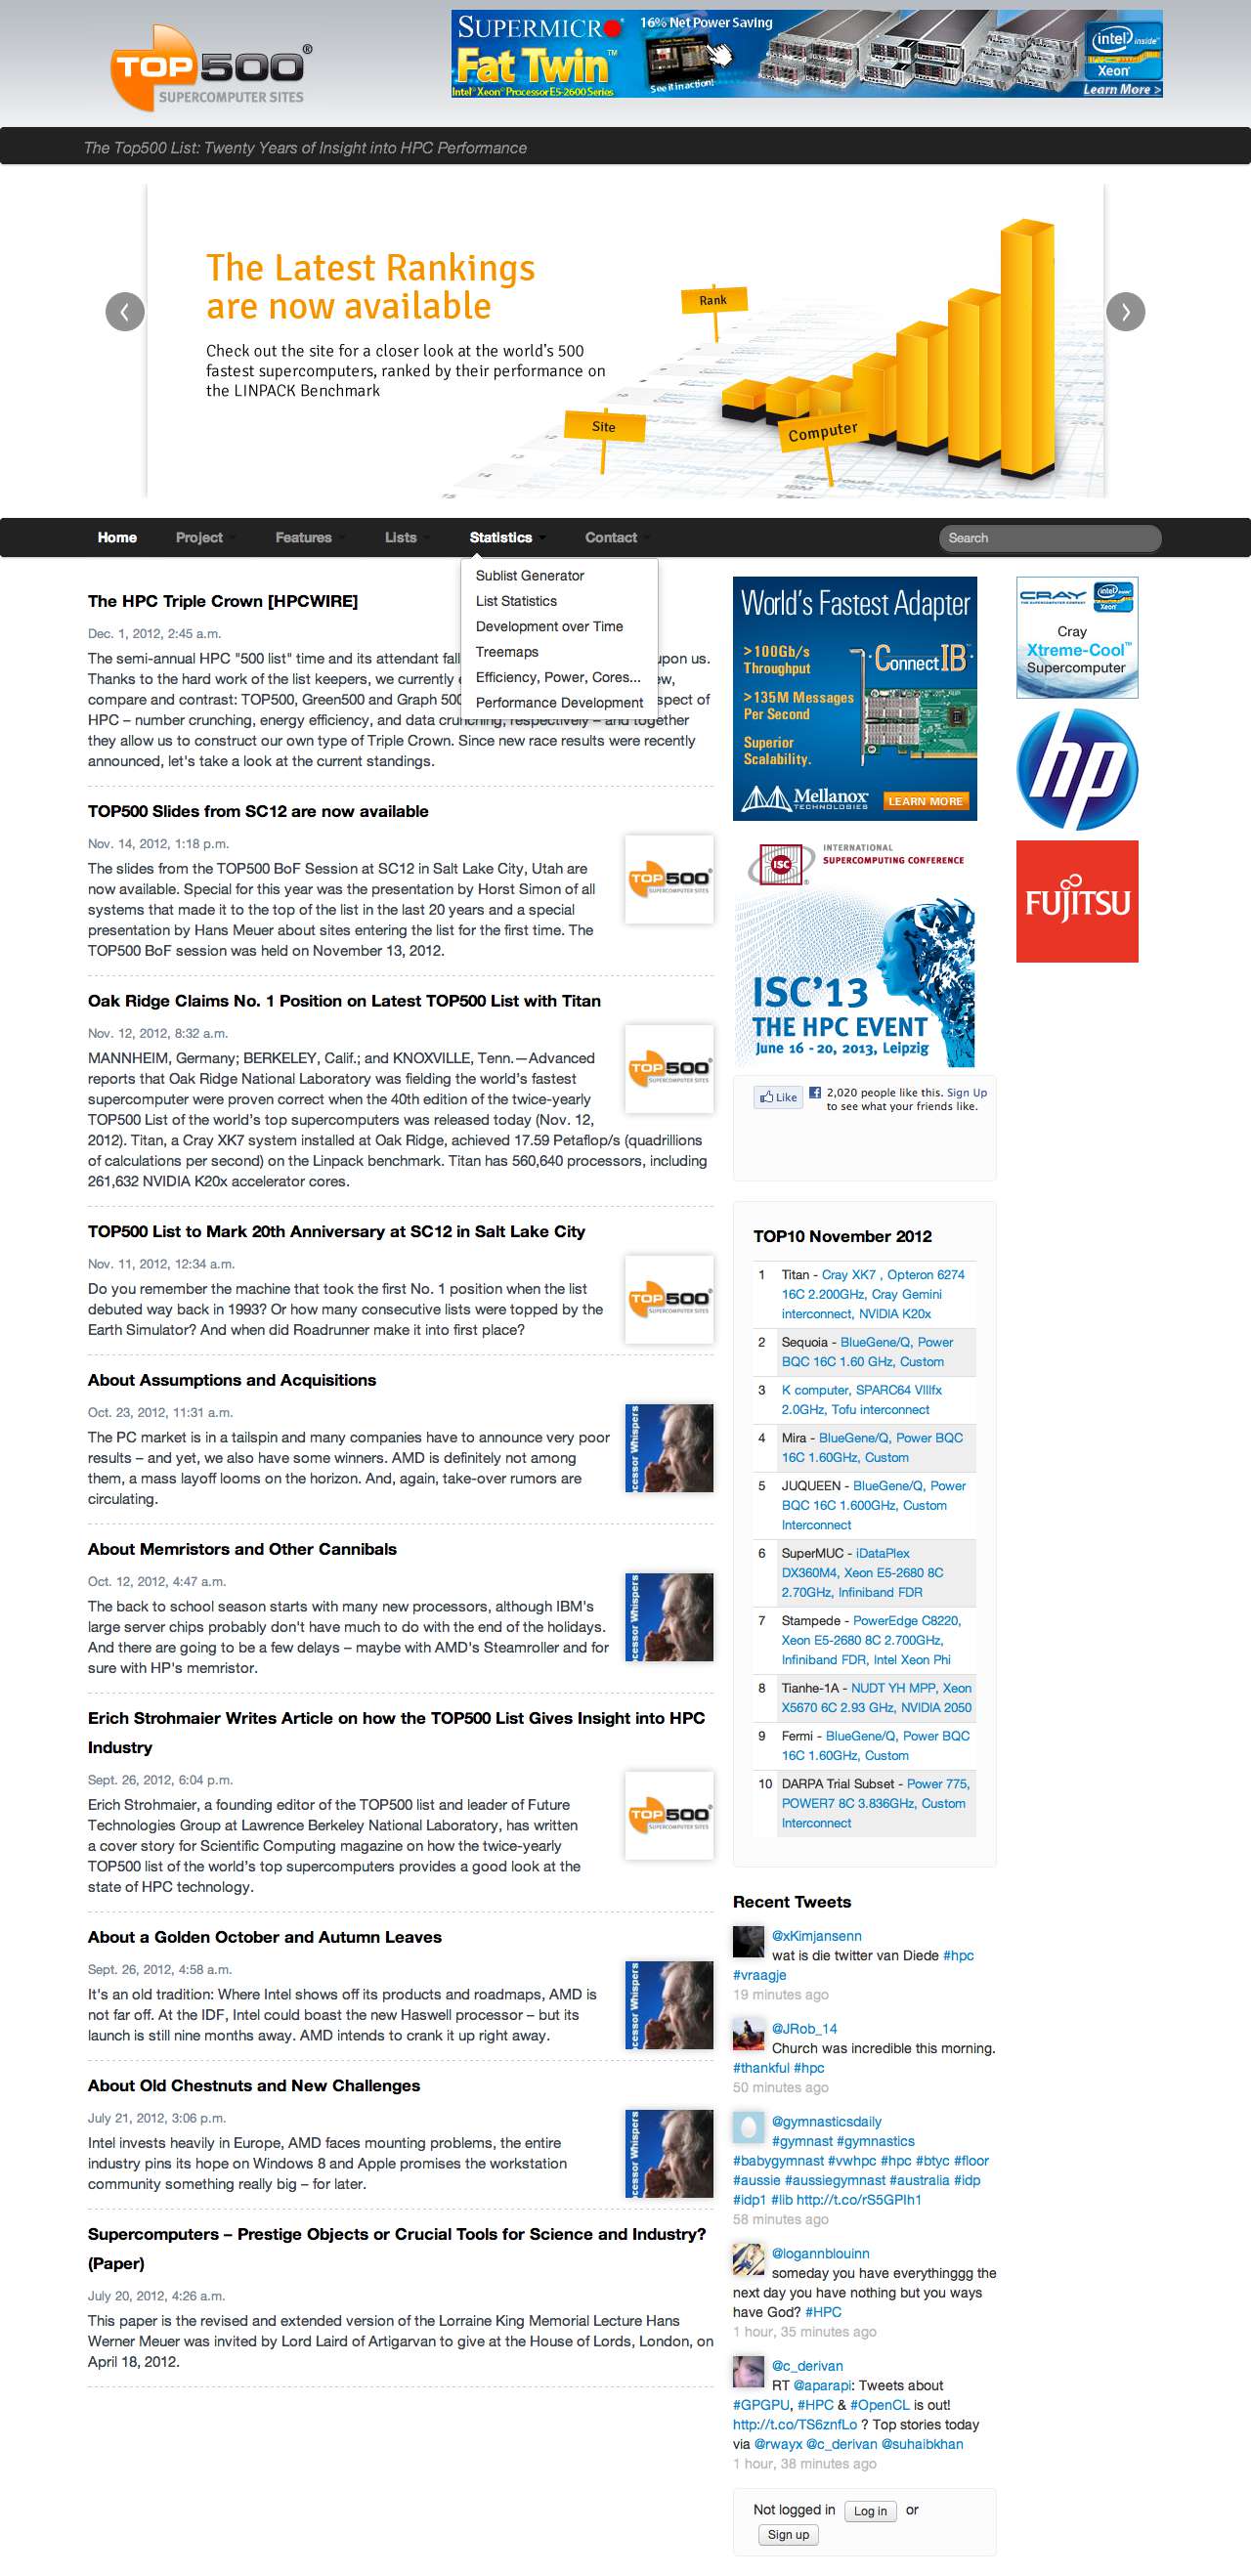 TOP500®
SUPERCOMPUTER SITES
SUPERMICRO
Fat Twin™
Intel® Xeon® Processor E5-2600 Series
16% Net Power Saving
See it in action!
intel inside™
Xeon®
Learn More >
The Top500 List: Twenty Years of Insight into HPC Performance
The Latest Rankings
are now available
Check out the site for a closer look at the world's 500
fastest supercomputers, ranked by their performance on
the LINPACK Benchmark
Rank
Site
Computer
Home Project Features Lists Statistics Contact Search
Sublist Generator
List Statistics
Development over Time
Treemaps
Efficiency, Power, Cores...
Performance Development
The HPC Triple Crown [HPCWIRE]
Dec. 1, 2012, 2:45 a.m.
The semi-annual HPC "500 list" time and its attendant fall upon us.
Thanks to the hard work of the list keepers, we currently
compare and contrast: TOP500, Green500 and Graph 500 spect of
HPC – number crunching, energy efficiency, and data crunching, respectively – and together
they allow us to construct our own type of Triple Crown. Since new race results were recently
announced, let's take a look at the current standings.
TOP500 Slides from SC12 are now available
Nov. 14, 2012, 1:18 p.m.
The slides from the TOP500 BoF Session at SC12 in Salt Lake City, Utah are
now available. Special for this year was the presentation by Horst Simon of all
systems that made it to the top of the list in the last 20 years and a special
presentation by Hans Meuer about sites entering the list for the first time. The
TOP500 BoF session was held on November 13, 2012.
TOP500
SUPERCOMPUTER SITES
Oak Ridge Claims No. 1 Position on Latest TOP500 List with Titan
Nov. 12, 2012, 8:32 a.m.
MANNHEIM, Germany; BERKELEY, Calif.; and KNOXVILLE, Tenn.—Advanced
reports that Oak Ridge National Laboratory was fielding the world's fastest
supercomputer were proven correct when the 40th edition of the twice-yearly
TOP500 List of the world's top supercomputers was released today (Nov. 12,
2012). Titan, a Cray XK7 system installed at Oak Ridge, achieved 17.59 Petaflop/s (quadrillions
of calculations per second) on the Linpack benchmark. Titan has 560,640 processors, including
261,632 NVIDIA K20x accelerator cores.
TOP500
SUPERCOMPUTER SITES
TOP500 List to Mark 20th Anniversary at SC12 in Salt Lake City
Nov. 11, 2012, 12:34 a.m.
Do you remember the machine that took the first No. 1 position when the list
debuted way back in 1993? Or how many consecutive lists were topped by the
Earth Simulator? And when did Roadrunner make it into first place?
TOP500
SUPERCOMPUTER SITES
About Assumptions and Acquisitions
Oct. 23, 2012, 11:31 a.m.
The PC market is in a tailspin and many companies have to announce very poor
results – and yet, we also have some winners. AMD is definitely not among
them, a mass layoff looms on the horizon. And, again, take-over rumors are
circulating.
cessor Whispers
About Memristors and Other Cannibals
Oct. 12, 2012, 4:47 a.m.
The back to school season starts with many new processors, although IBM's
large server chips probably don't have much to do with the end of the holidays.
And there are going to be a few delays – maybe with AMD's Steamroller and for
sure with HP's memristor.
cessor Whispers
Erich Strohmaier Writes Article on how the TOP500 List Gives Insight into HPC
Industry
Sept. 26, 2012, 6:04 p.m.
Erich Strohmaier, a founding editor of the TOP500 list and leader of Future
Technologies Group at Lawrence Berkeley National Laboratory, has written
a cover story for Scientific Computing magazine on how the twice-yearly
TOP500 list of the world's top supercomputers provides a good look at the
state of HPC technology.
TOP500
SUPERCOMPUTER SITES
About a Golden October and Autumn Leaves
Sept. 26, 2012, 4:58 a.m.
It's an old tradition: Where Intel shows off its products and roadmaps, AMD is
not far off. At the IDF, Intel could boast the new Haswell processor – but its
launch is still nine months away. AMD intends to crank it up right away.
cessor Whispers
About Old Chestnuts and New Challenges
July 21, 2012, 3:06 p.m.
Intel invests heavily in Europe, AMD faces mounting problems, the entire
industry pins its hope on Windows 8 and Apple promises the workstation
community something really big – for later.
cessor Whispers
Supercomputers – Prestige Objects or Crucial Tools for Science and Industry?
(Paper)
July 20, 2012, 4:26 a.m.
This paper is the revised and extended version of the Lorraine King Memorial Lecture Hans
Werner Meuer was invited by Lord Laird of Artigarvan to give at the House of Lords, London, on
April 18, 2012.
World's Fastest Adapter
> 100Gb/s
Throughput
Connect IB™
> 135M Messages
Per Second
Superior
Scalability.
Mellanox
TECHNOLOGIES
LEARN MORE
ISC
INTERNATIONAL
SUPERCOMPUTING CONFERENCE
ISC'13
THE HPC EVENT
June 16 - 20, 2013, Leipzig
Like 2,020 people like this. Sign Up
to see what your friends like.
TOP10 November 2012
1 Titan - Cray XK7 , Opteron 6274
16C 2.200GHz, Cray Gemini
interconnect, NVIDIA K20x
2 Sequoia - BlueGene/Q, Power
BQC 16C 1.60 GHz, Custom
3 K computer, SPARC64 VIIIfx
2.0GHz, Tofu interconnect
4 Mira - BlueGene/Q, Power BQC
16C 1.60GHz, Custom
5 JUQUEEN - BlueGene/Q, Power
BQC 16C 1.600GHz, Custom
Interconnect
6 SuperMUC - iDataPlex
DX360M4, Xeon E5-2680 8C
2.70GHz, Infiniband FDR
7 Stampede - PowerEdge C8220,
Xeon E5-2680 8C 2.700GHz,
Infiniband FDR, Intel Xeon Phi
8 Tianhe-1A - NUDT YH MPP, Xeon
X5670 6C 2.93 GHz, NVIDIA 2050
9 Fermi - BlueGene/Q, Power BQC
16C 1.60GHz, Custom
10 DARPA Trial Subset - Power 775,
POWER7 8C 3.836GHz, Custom
Interconnect
Recent Tweets
@xKimjansenn
wat is die twitter van Diede #hpc
#vraagje
19 minutes ago
@JRob_14
Church was incredible this morning.
#thankful #hpc
50 minutes ago
@gymnasticsdaily
#gymnast #gymnastics
#babygymnast #vwhpc #hpc #btyc #floor
#aussie #aussiegymnast #australia #idp
#idp1 #lib http://t.co/rS5GPIh1
58 minutes ago
@logannblouinn
someday you have everythinggg the
next day you have nothing but you ways
have God? #HPC
1 hour, 35 minutes ago
@c_derivan
RT @aparapi: Tweets about
#GPGPU, #HPC & #OpenCL is out!
http://t.co/TS6znfLo ? Top stories today
via @rwayx @c_derivan @suhaibkhan
1 hour, 38 minutes ago
Not logged in Log in or
Sign up
CRAY
THE SUPERCOMPUTER COMPANY
intel inside
Xeon
Cray
Xtreme-Cool™
Supercomputer
hp
FUJITSU